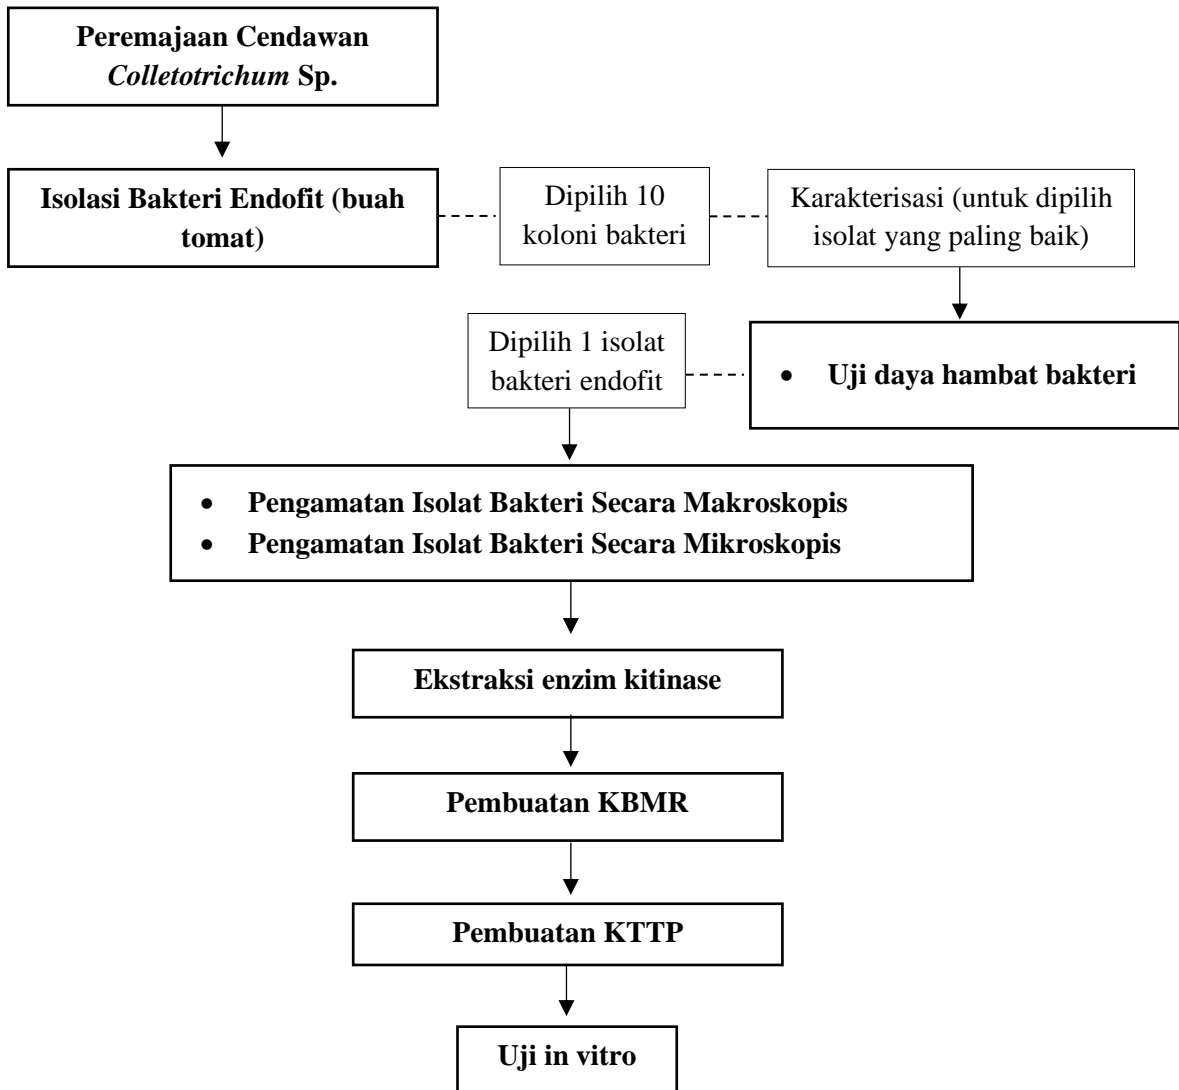 Peremajaan Cendawan
Colletotrichum Sp.
Isolasi Bakteri Endofit (buah
tomat)
Dipilih 10
koloni bakteri
Karakterisasi (untuk dipilih
isolat yang paling baik)
• Uji daya hambat bakteri
Dipilih 1 isolat
bakteri endofit
• Pengamatan Isolat Bakteri Secara Makroskopis
• Pengamatan Isolat Bakteri Secara Mikroskopis
Ekstraksi enzim kitinase
Pembuatan KBMR
Pembuatan KTTP
Uji in vitro